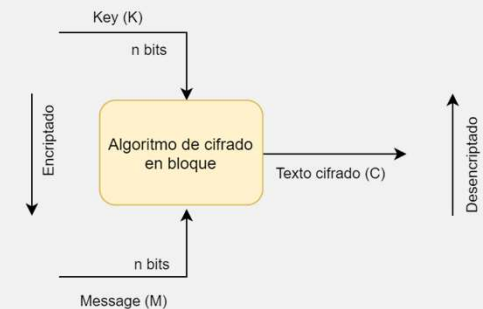 Key (K)
n bits
Encriptado
Algoritmo de cifrado
en bloque
Texto cifrado (C)
Desencriptado
n bits
Message (M)